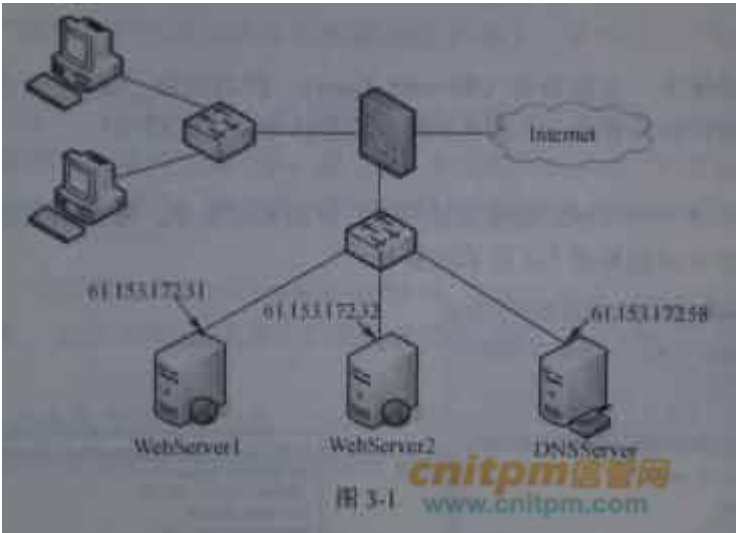 Internet
61.153.172.31
61.153.172.32
61.153.172.58
WebServer1
WebServer2
DNSServer
图 3-1
cnitpm信管网
www.cnitpm.com